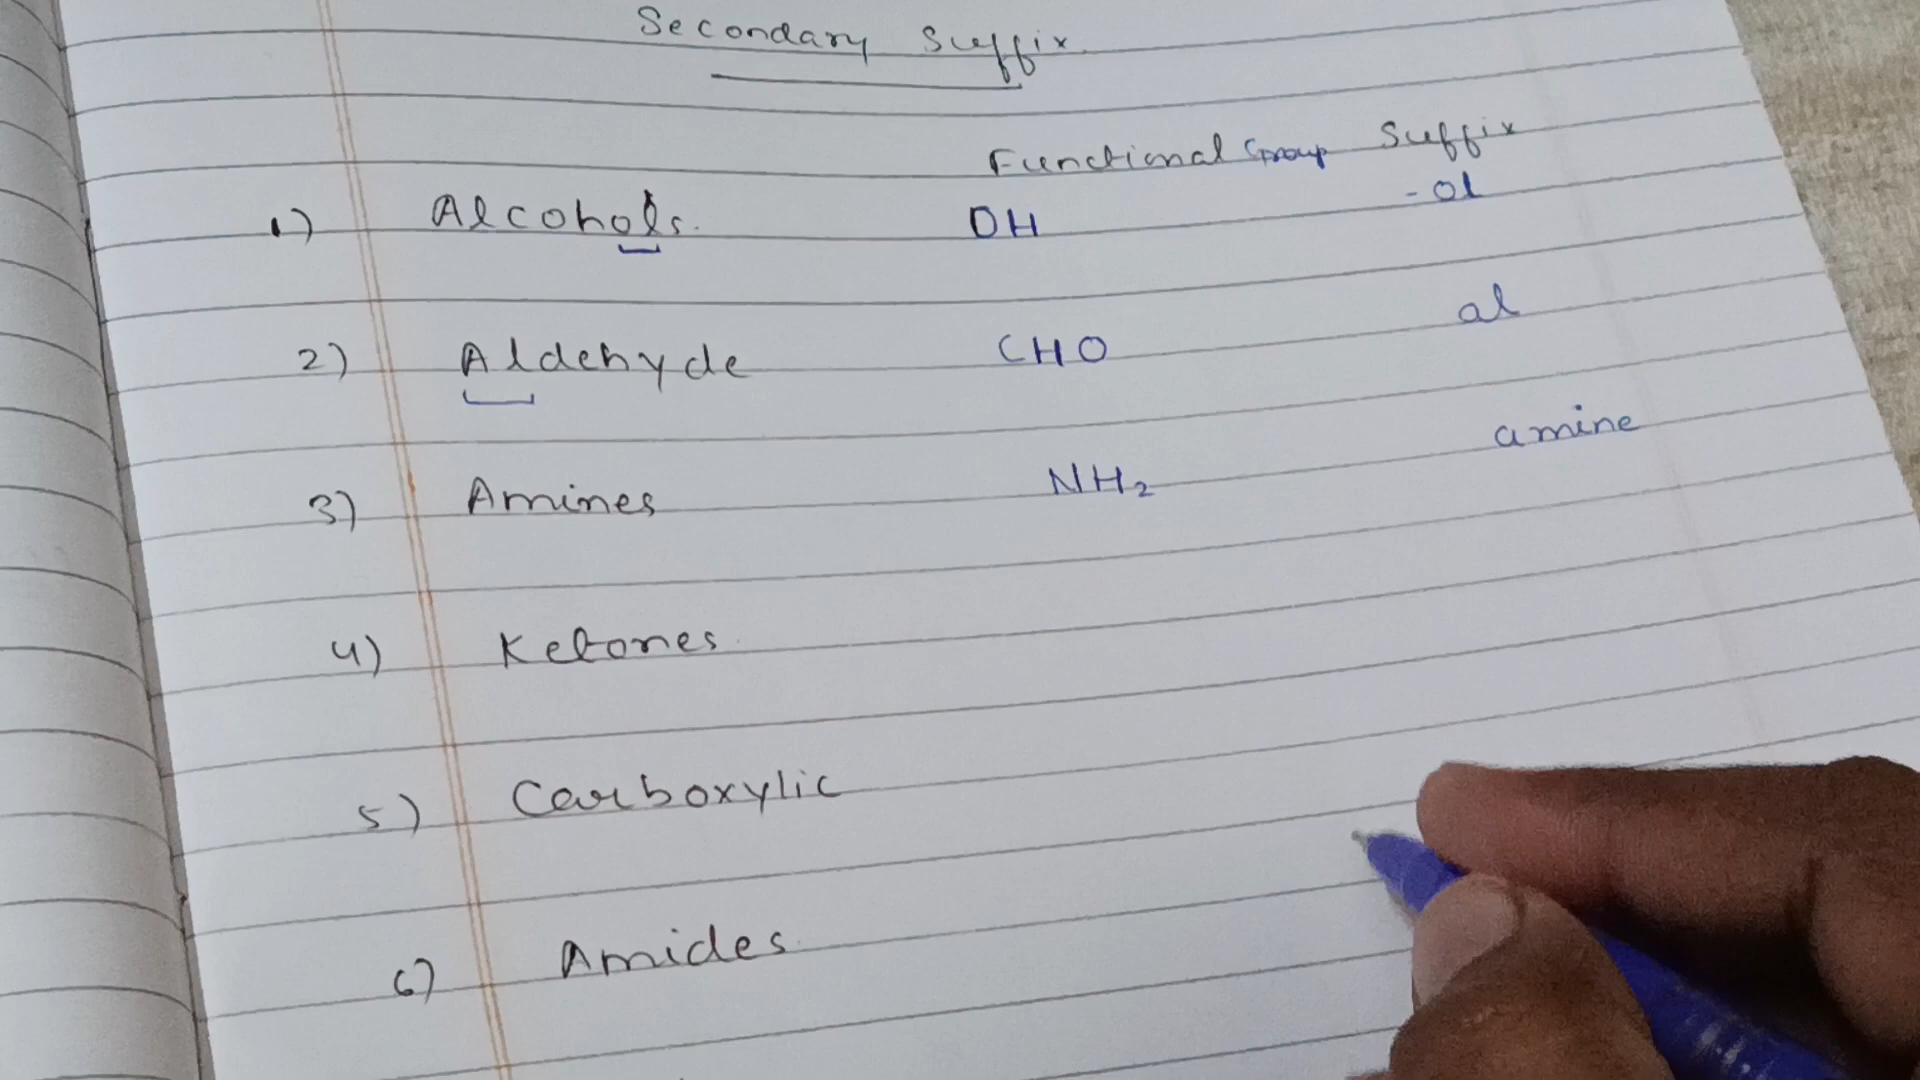 Secondary Suffix
Functional Group Suffix
1) Alcohols. OH -ol
2) Aldehyde CHO al
3) Amines NH₂ amine
4) Ketones.
5) Carboxylic
6) Amides.